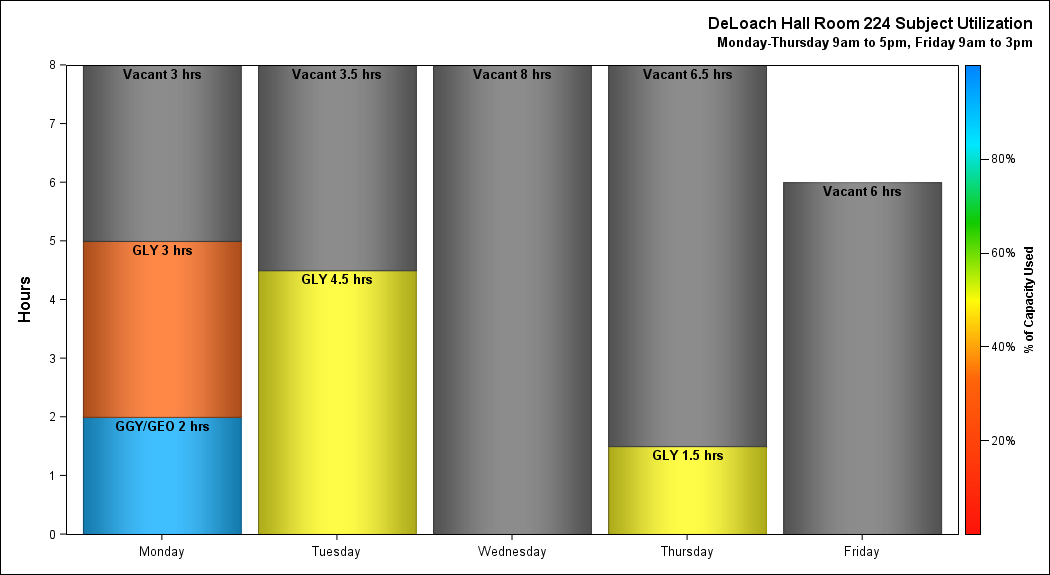 DeLoach Hall Room 224 Subject Utilization
Monday-Thursday 9am to 5pm, Friday 9am to 3pm
Hours
8
7
6
5
4
3
2
1
0
Vacant 3 hrs
GLY 3 hrs
GGY/GEO 2 hrs
Vacant 3.5 hrs
GLY 4.5 hrs
Vacant 8 hrs
Vacant 6.5 hrs
GLY 1.5 hrs
Vacant 6 hrs
Monday
Tuesday
Wednesday
Thursday
Friday
80%
60%
40%
20%
% of Capacity Used